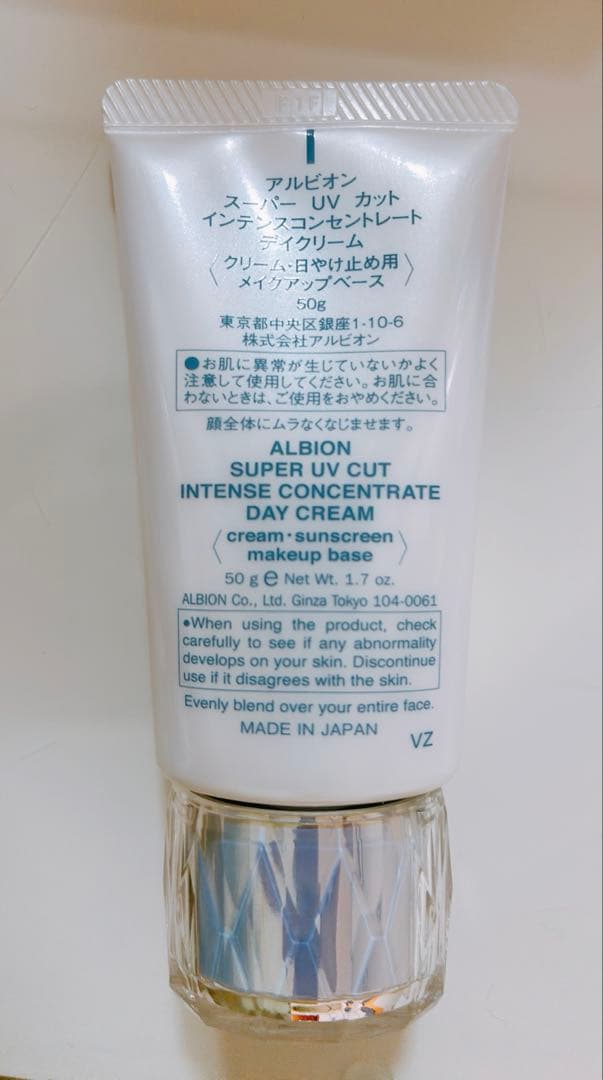 アルビオン
スーパー UV カット
インテンスコンセントレート
デイクリーム
〈クリーム・日やけ止め用
メイクアップベース〉
50g
東京都中央区銀座1-10-6
株式会社アルビオン
●お肌に異常が生じていないかよく
注意して使用してください。お肌に合
わないときは、ご使用をおやめください。
顔全体にムラなくなじませます。
ALBION
SUPER UV CUT
INTENSE CONCENTRATE
DAY CREAM
〈cream・sunscreen
makeup base〉
50 g e Net Wt. 1.7 oz.
ALBION Co., Ltd. Ginza Tokyo 104-0061
●When using the product, check
carefully to see if any abnormality
develops on your skin. Discontinue
use if it disagrees with the skin.
Evenly blend over your entire face.
MADE IN JAPAN
VZ